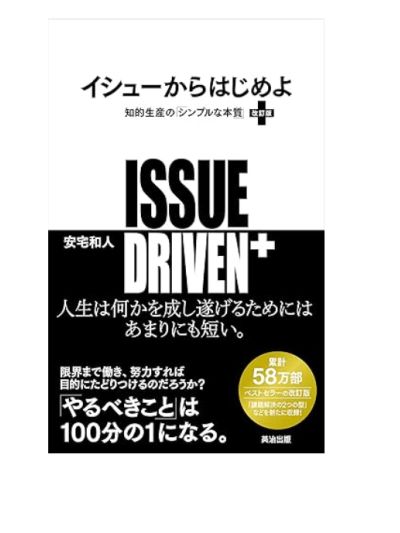 イシューからはじめよ
知的生産の「シンプルな本質」 改訂版
ISSUE
DRIVEN+
安宅和人
人生は何かを成し遂げるためには
あまりにも短い。
限界まで働き、努力すれば
目的にたどりつけるのだろうか?
「やるべきこと」は
100分の1になる。
累計
58万部
ベストセラーの改訂版
「課題解決の2つの型」
などを新たに収録!
英治出版